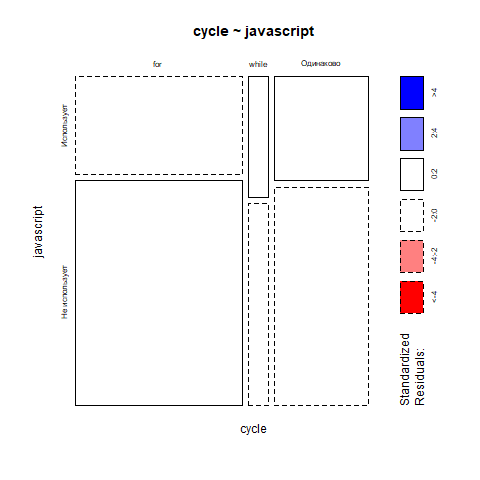 cycle ~ javascript
for
while
Одинаково
Использует
Не использует
javascript
cycle
>4
2:4
0:2
-2:0
-4:-2
<-4
Standardized
Residuals: